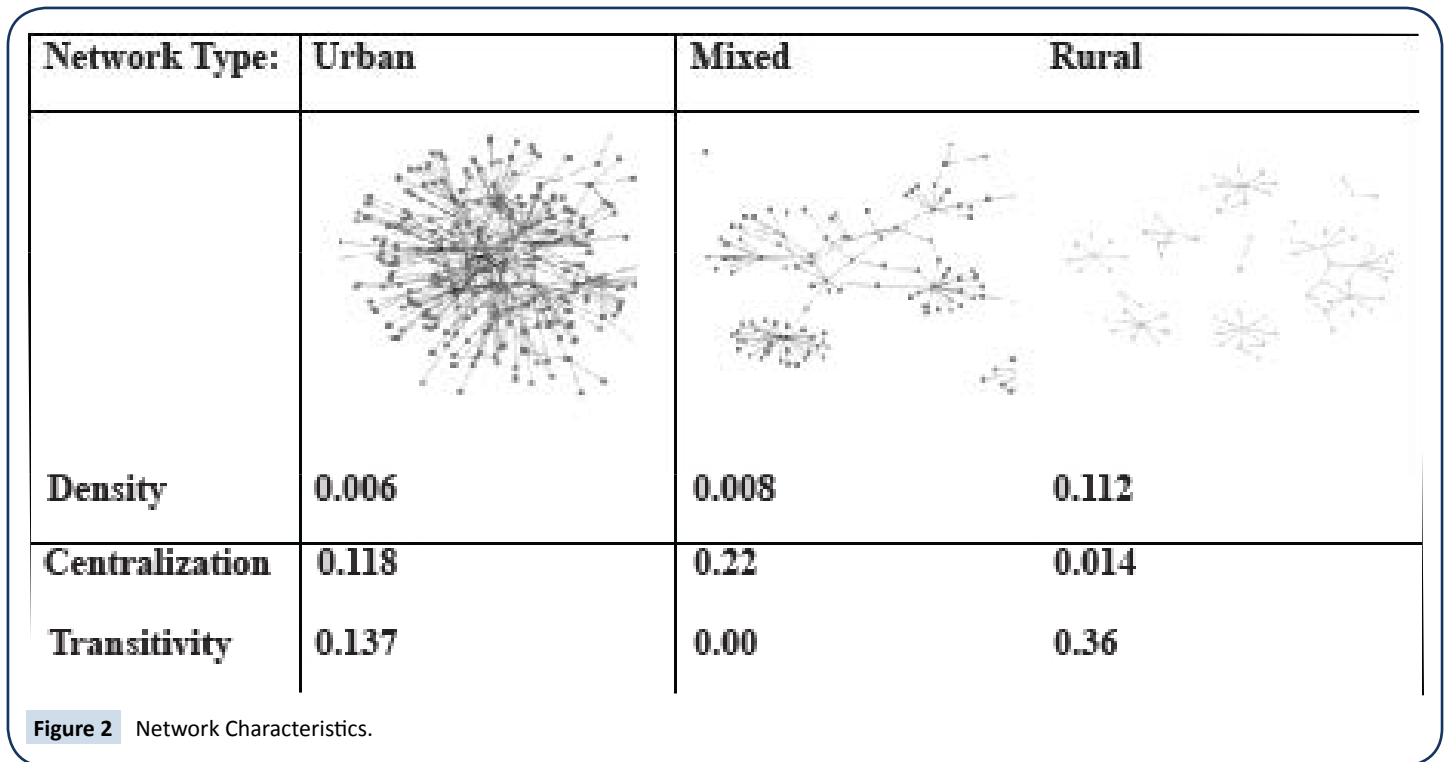 Network Type: Urban Mixed Rural
Density 0.006 0.008 0.112
Centralization 0.118 0.22 0.014
Transitivity 0.137 0.00 0.36
Figure 2 Network Characteristics.